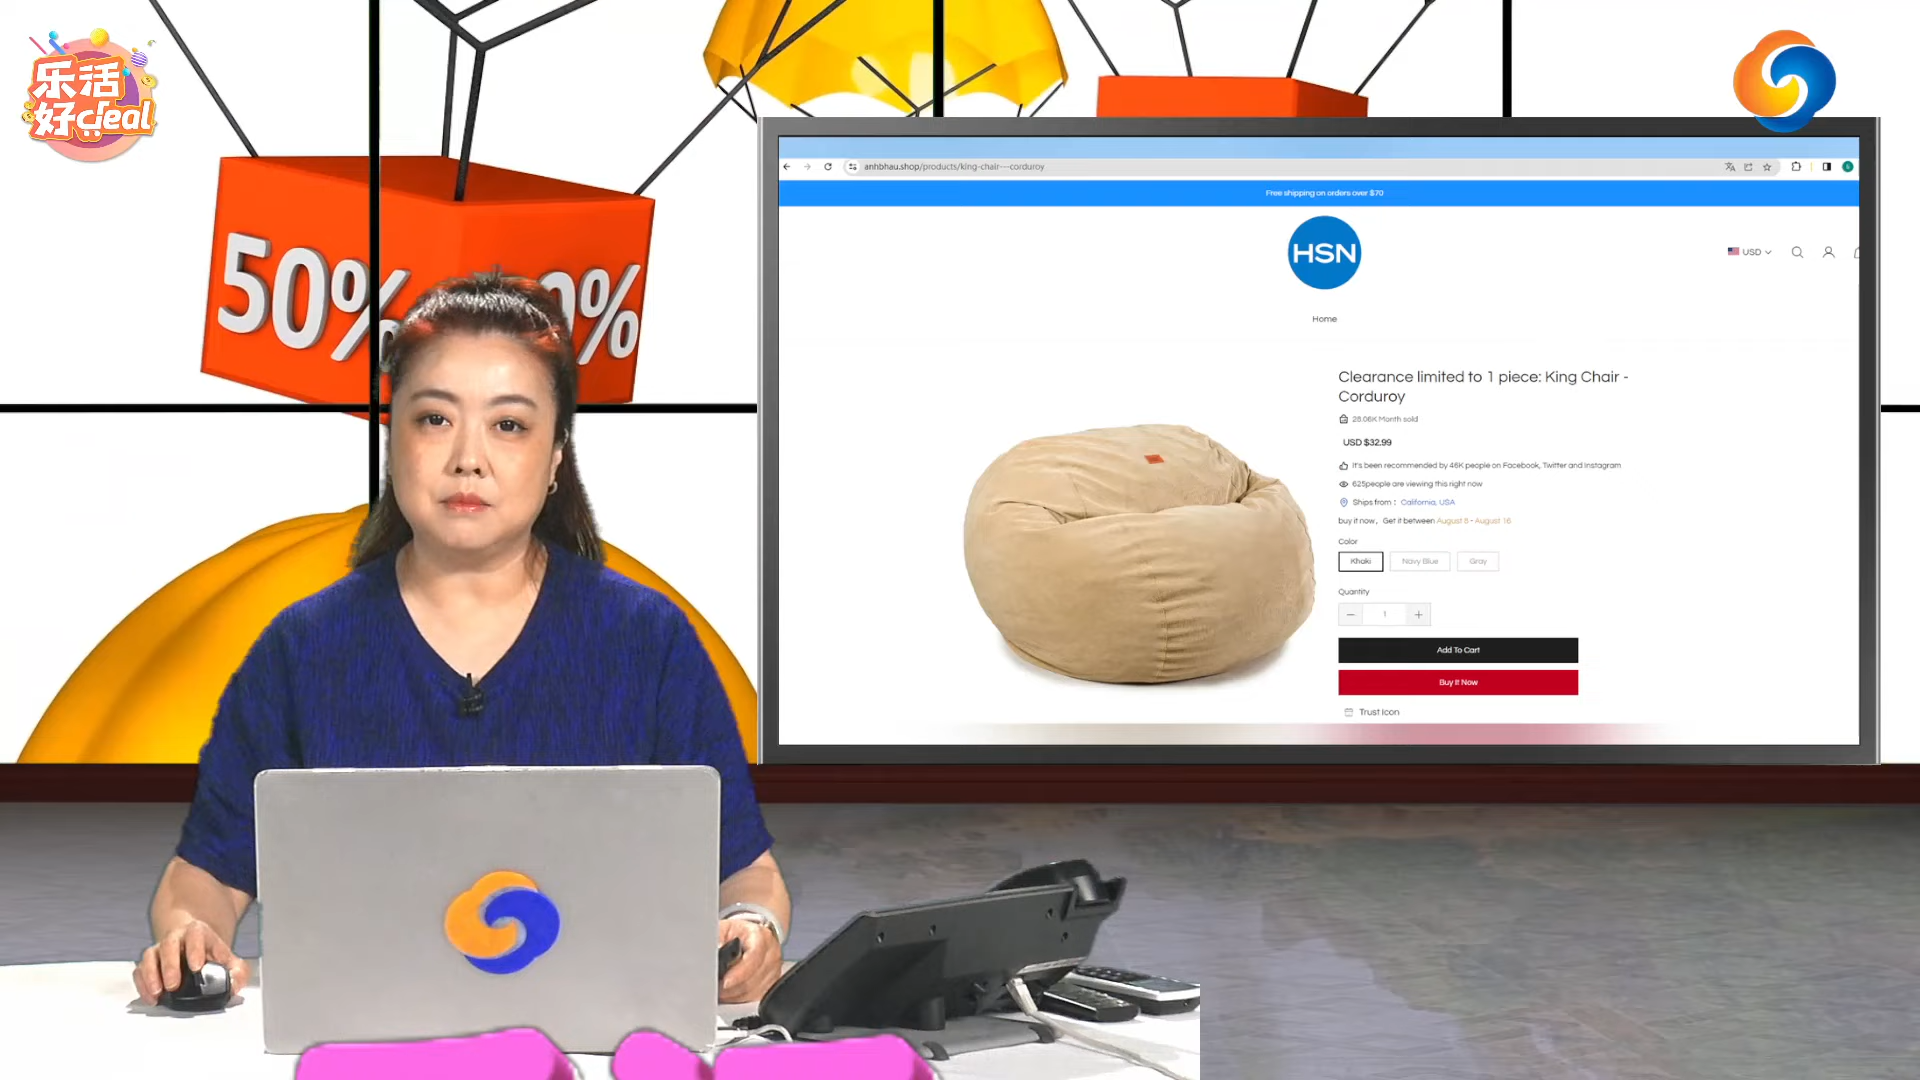 乐活
好deal
50%
0%
anhbhau.shop/products/king-chair---corduroy
Free shipping on orders over $70
HSN
USD
Home
Clearance limited to 1 piece: King Chair -
Corduroy
28.06K Month sold
USD $32.99
It's been recommended by 46K people on Facebook, Twitter and Instagram
625people are viewing this right now
Ships from： California, USA
buy it now， Get it between August 8 - August 16
Color
Khaki
Navy Blue
Gray
Quantity
1
Add To Cart
Buy It Now
Trust Icon